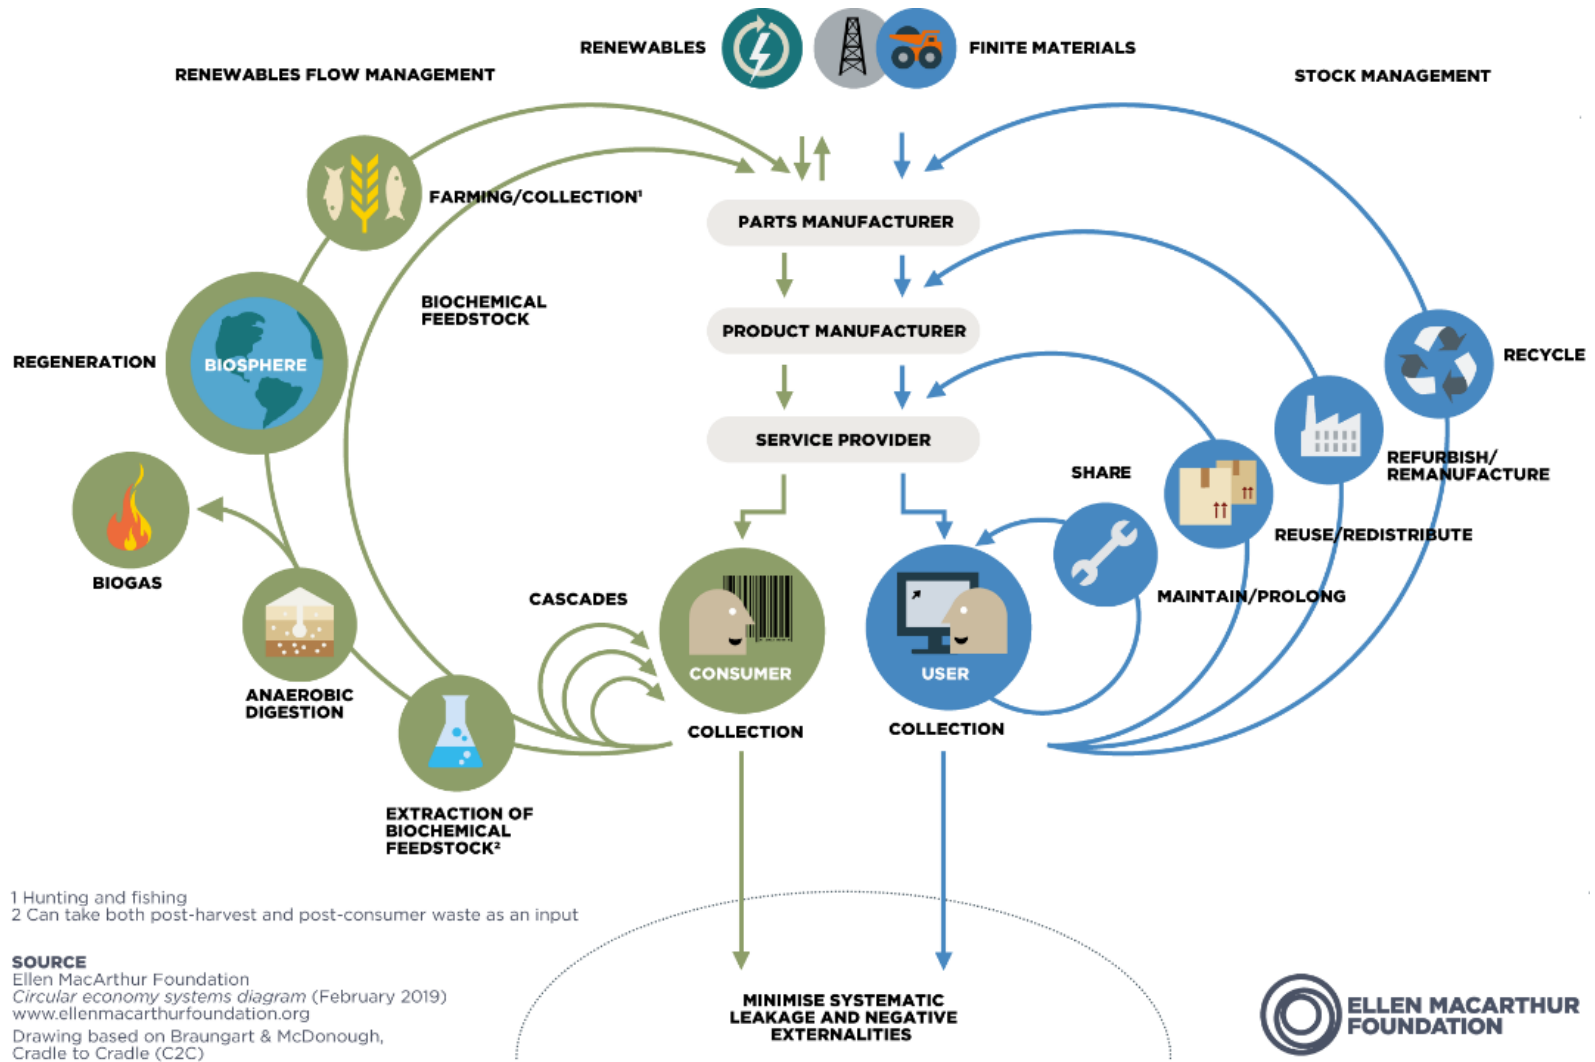 RENEWABLES
FINITE MATERIALS
RENEWABLES FLOW MANAGEMENT
STOCK MANAGEMENT
FARMING/COLLECTION¹
PARTS MANUFACTURER
BIOCHEMICAL
FEEDSTOCK
PRODUCT MANUFACTURER
REGENERATION
BIOSPHERE
RECYCLE
SERVICE PROVIDER
SHARE
REFURBISH/
REMANUFACTURE
REUSE/REDISTRIBUTE
BIOGAS
CASCADES
MAINTAIN/PROLONG
CONSUMER
USER
ANAEROBIC
DIGESTION
COLLECTION
COLLECTION
EXTRACTION OF
BIOCHEMICAL
FEEDSTOCK²
1 Hunting and fishing
2 Can take both post-harvest and post-consumer waste as an input
SOURCE
Ellen MacArthur Foundation
Circular economy systems diagram (February 2019)
www.ellenmacarthurfoundation.org
Drawing based on Braungart & McDonough,
Cradle to Cradle (C2C)
MINIMISE SYSTEMATIC
LEAKAGE AND NEGATIVE
EXTERNALITIES
ELLEN MACARTHUR
FOUNDATION